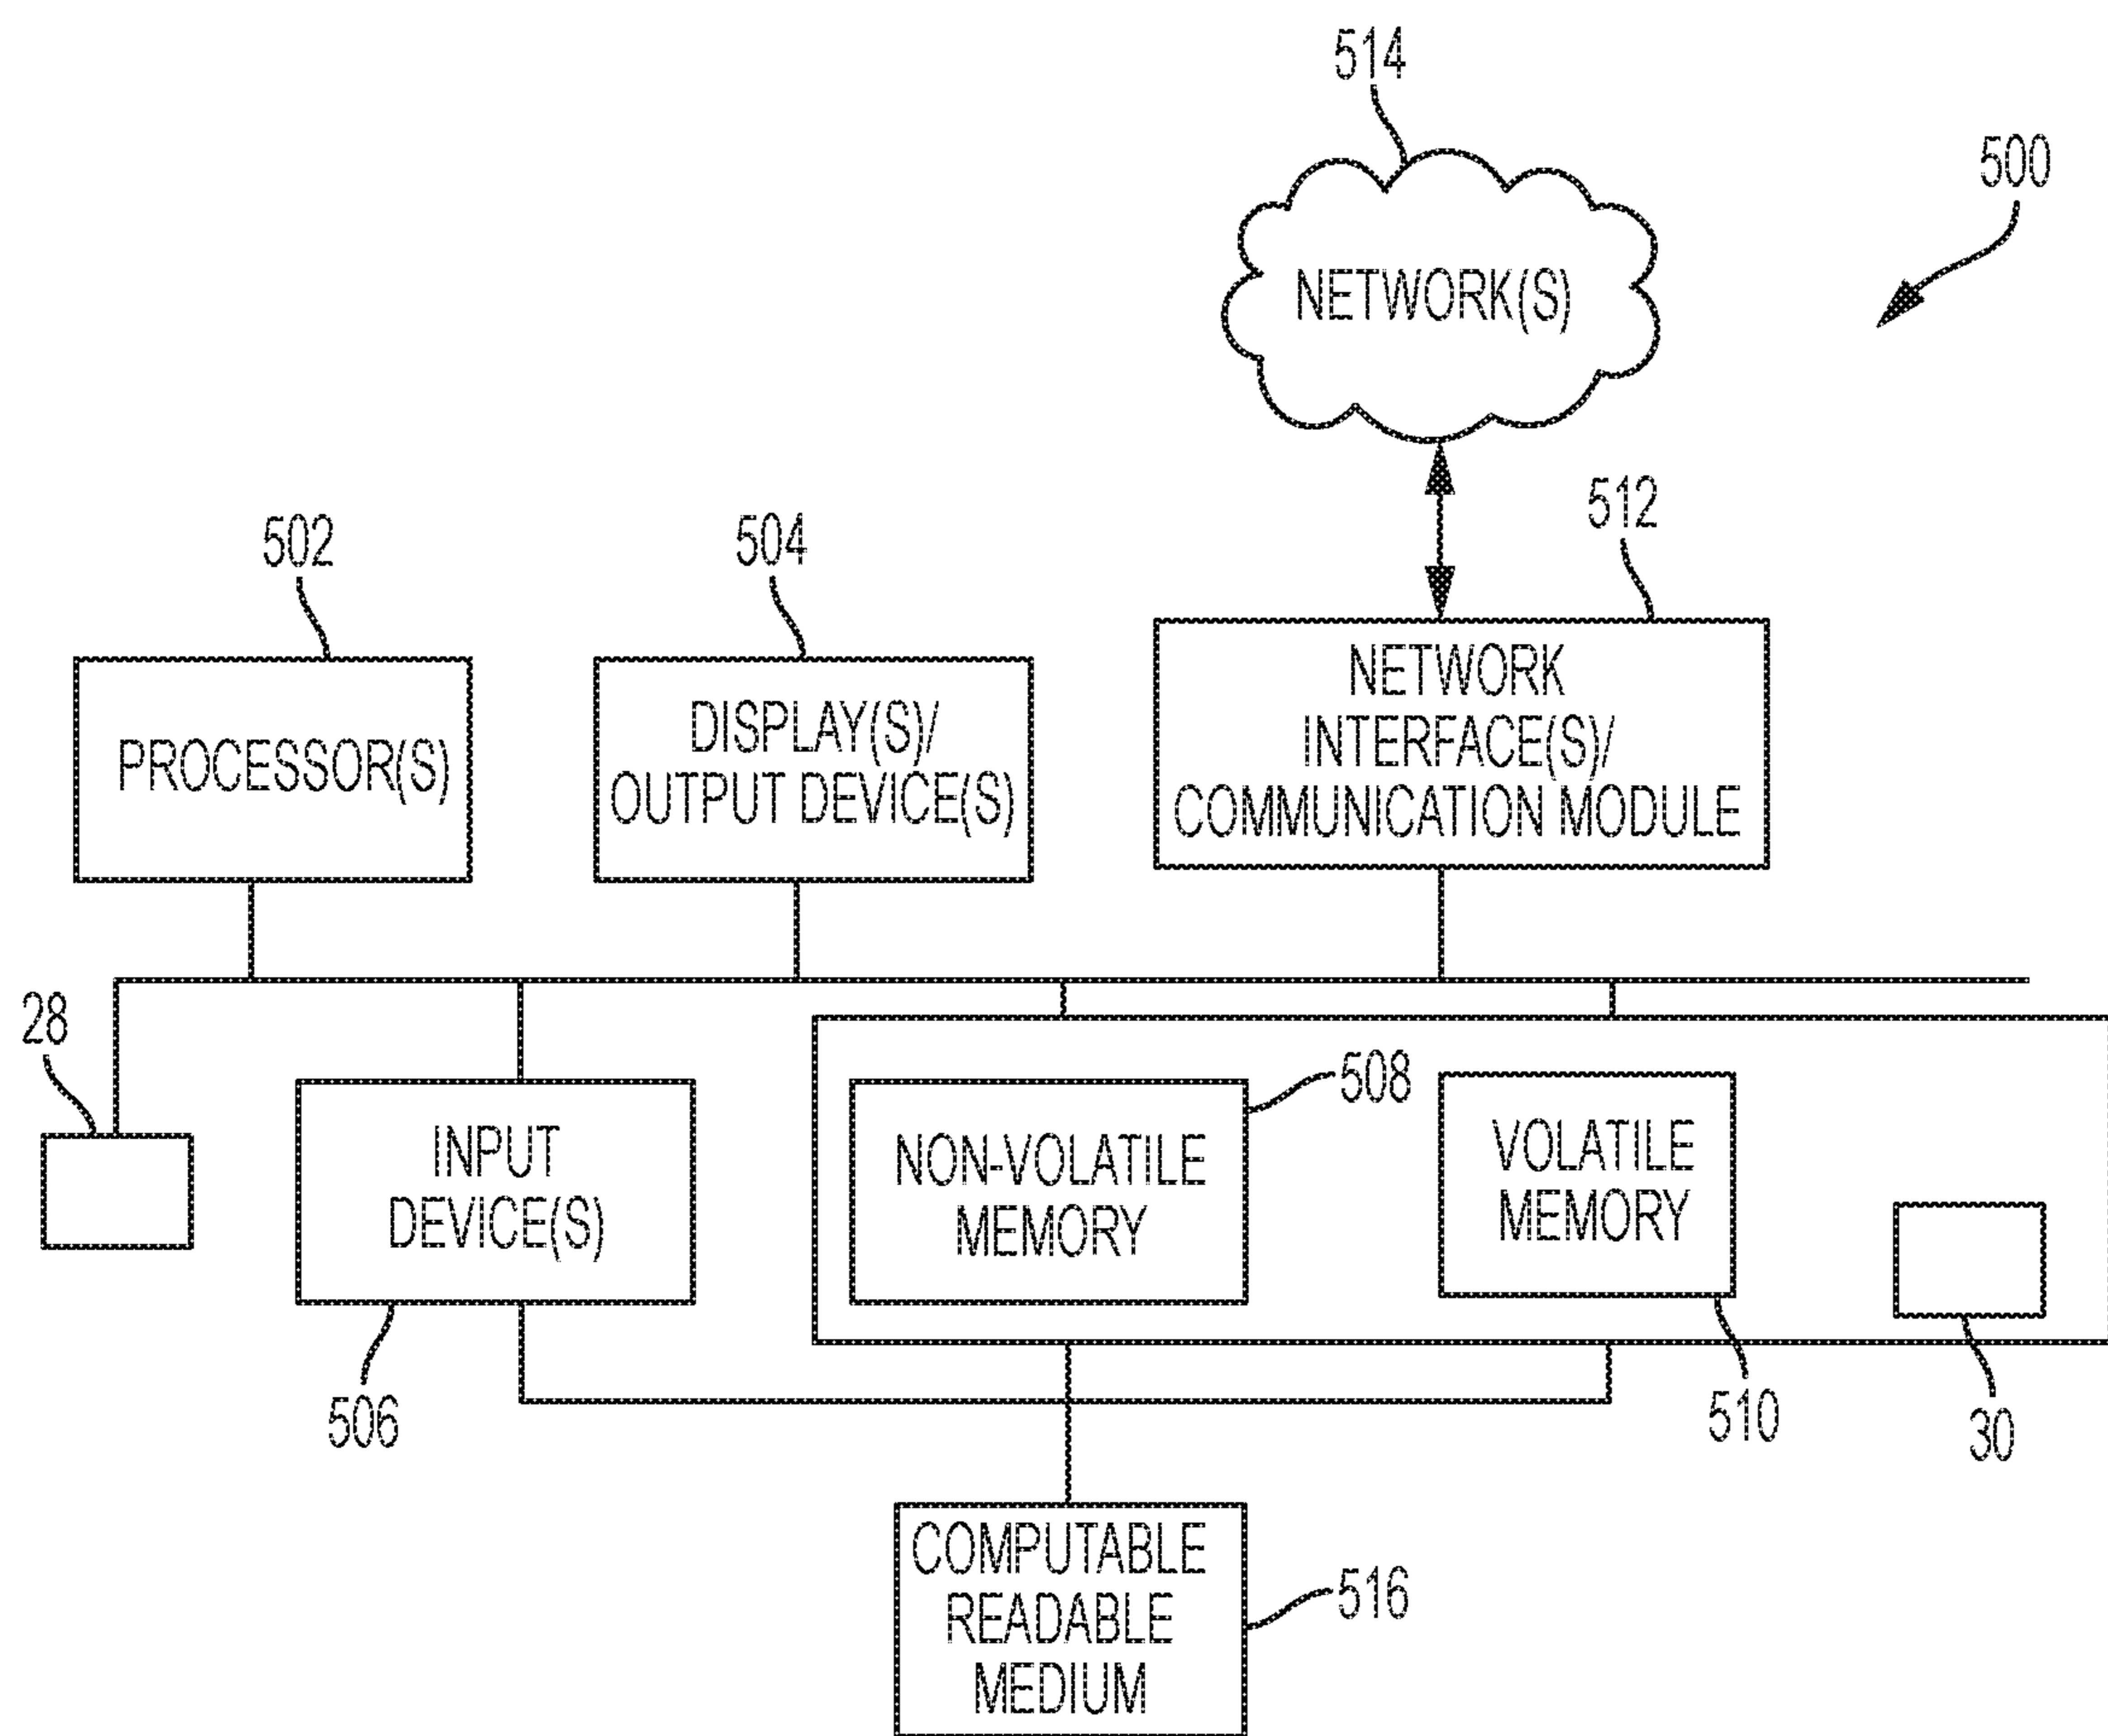 514
500
NETWORK(S)
512
502
504
NETWORK
INTERFACE(S)/
COMMUNICATION MODULE
PROCESSOR(S)
DISPLAY(S)/
OUTPUT DEVICE(S)
28
INPUT
DEVICE(S)
NON-VOLATILE
MEMORY
508
VOLATILE
MEMORY
506
510
30
COMPUTABLE
READABLE
MEDIUM
516